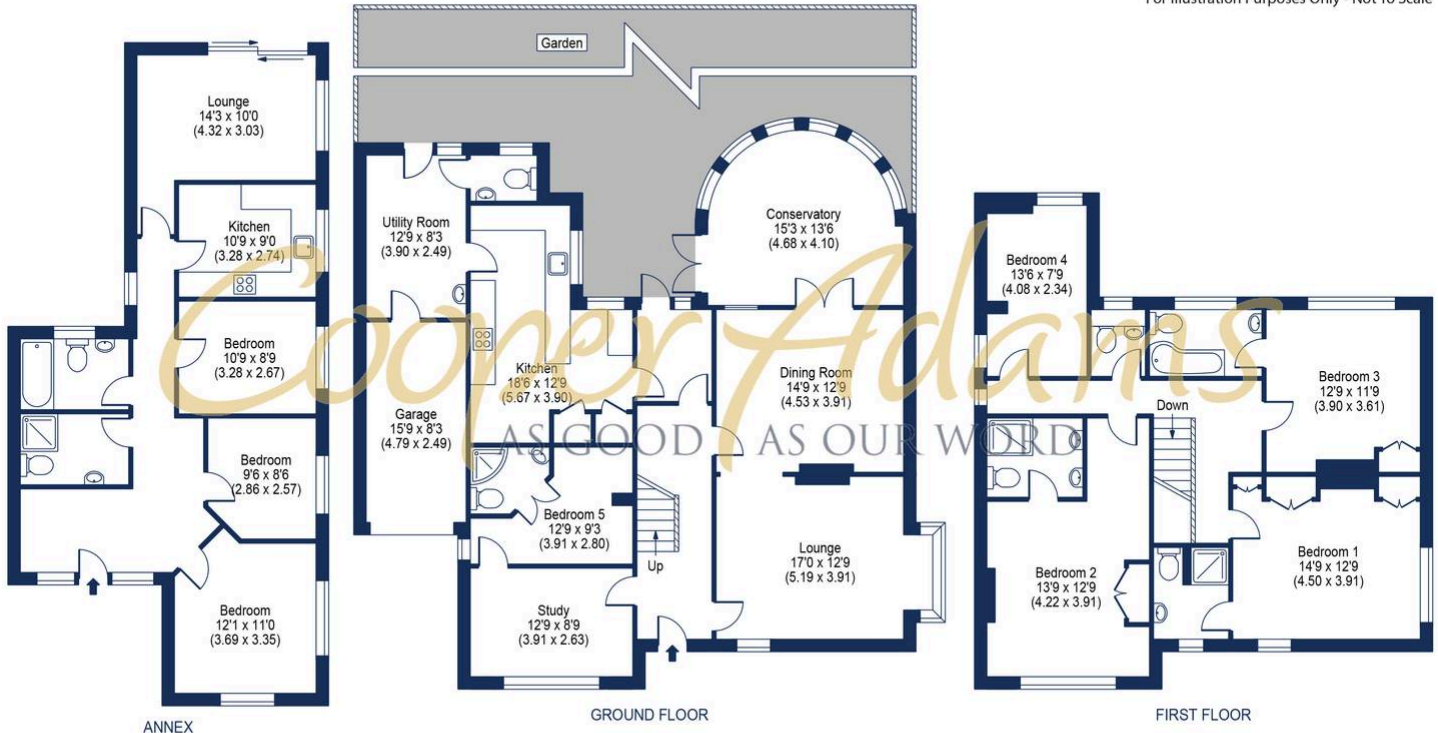 For Illustration Purposes Only - Not To Scale
Garden
Lounge
14'3 x 10'0
(4.32 x 3.03)
Kitchen
10'9 x 9'0
(3.28 x 2.74)
Bedroom
10'9 x 8'9
(3.28 x 2.67)
Bedroom
9'6 x 8'6
(2.86 x 2.57)
Bedroom
12'1 x 11'0
(3.69 x 3.35)
ANNEX
Utility Room
12'9 x 8'3
(3.90 x 2.49)
Conservatory
15'3 x 13'6
(4.68 x 4.10)
Kitchen
18'6 x 12'9
(5.67 x 3.90)
Dining Room
14'9 x 12'9
(4.53 x 3.91)
Garage
15'9 x 8'3
(4.79 x 2.49)
Bedroom 5
12'9 x 9'3
(3.91 x 2.80)
Up
Lounge
17'0 x 12'9
(5.19 x 3.91)
Study
12'9 x 8'9
(3.91 x 2.63)
GROUND FLOOR
Bedroom 4
13'6 x 7'9
(4.08 x 2.34)
Bedroom 3
12'9 x 11'9
(3.90 x 3.61)
Down
Bedroom 2
13'9 x 12'9
(4.22 x 3.91)
Bedroom 1
14'9 x 12'9
(4.50 x 3.91)
FIRST FLOOR
Cooper Adams
AS GOOD AS OUR WORD